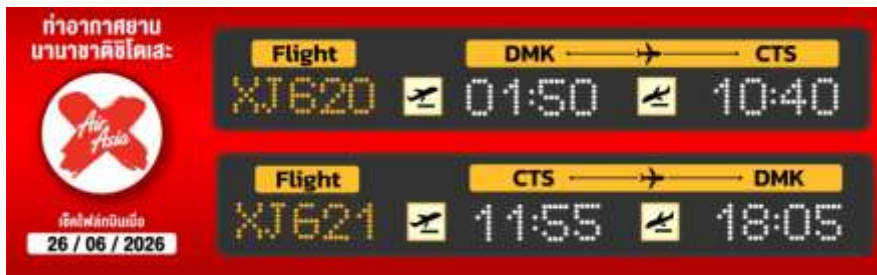 ท่าอากาศยาน
นานาชาติชิโตเสะ
Air
Asia
X
เช็คไฟล์ทบินเมื่อ
26 / 06 / 2026
Flight
DMK CTS
XJ620 01:50 10:40
Flight
CTS DMK
XJ621 11:55 18:05